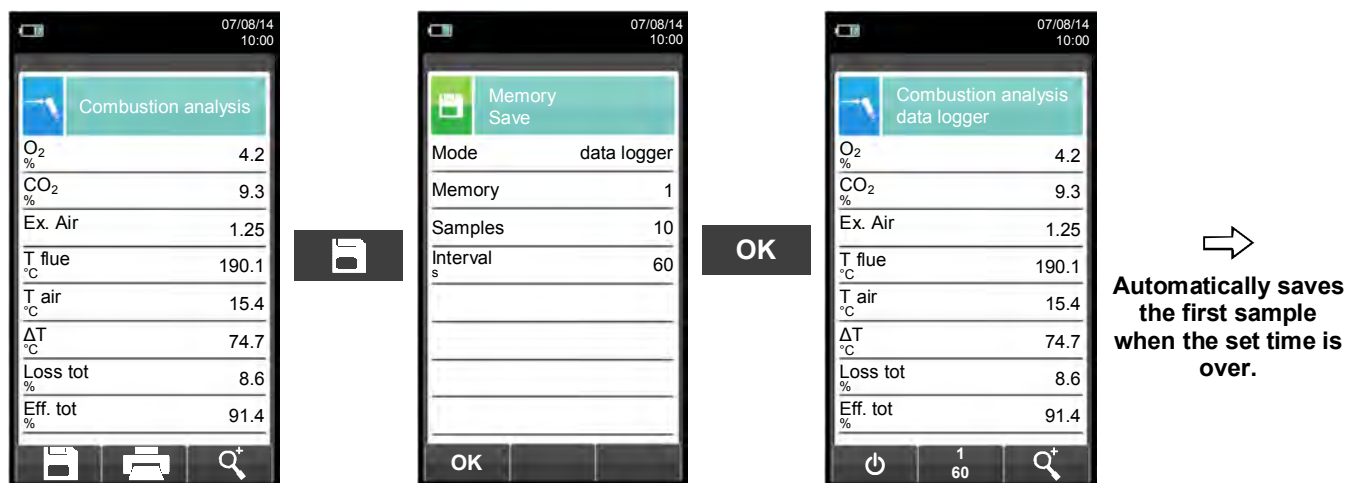 07/08/14
10:00
Combustion analysis
O₂
%
4.2
CO₂
%
9.3
Ex. Air
1.25
T flue
°C
190.1
T air
°C
15.4
ΔT
°C
74.7
Loss tot
%
8.6
Eff. tot
%
91.4
07/08/14
10:00
Memory
Save
Mode data logger
Memory 1
Samples 10
Interval
s
60
OK
OK
07/08/14
10:00
Combustion analysis
data logger
O₂
%
4.2
CO₂
%
9.3
Ex. Air
1.25
T flue
°C
190.1
T air
°C
15.4
ΔT
°C
74.7
Loss tot
%
8.6
Eff. tot
%
91.4
1
60
Automatically saves
the first sample
when the set time is
over.